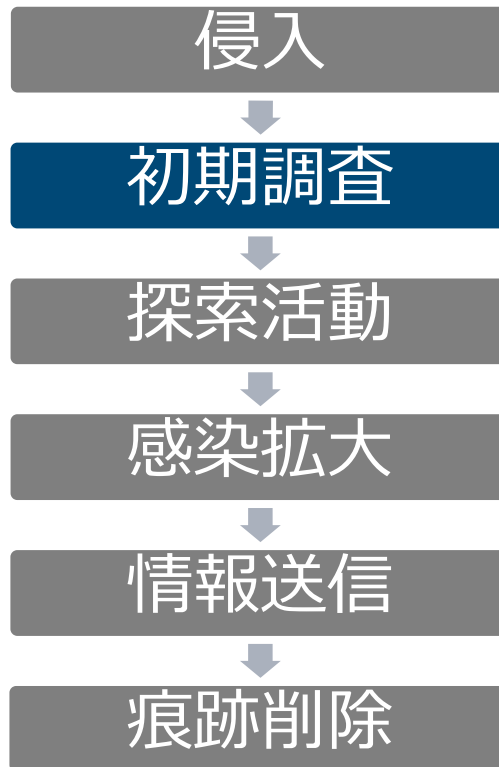 侵入
初期調査
探索活動
感染拡大
情報送信
痕跡削除